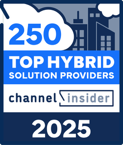 250
TOP HYBRID
SOLUTION PROVIDERS
channel insider
2025